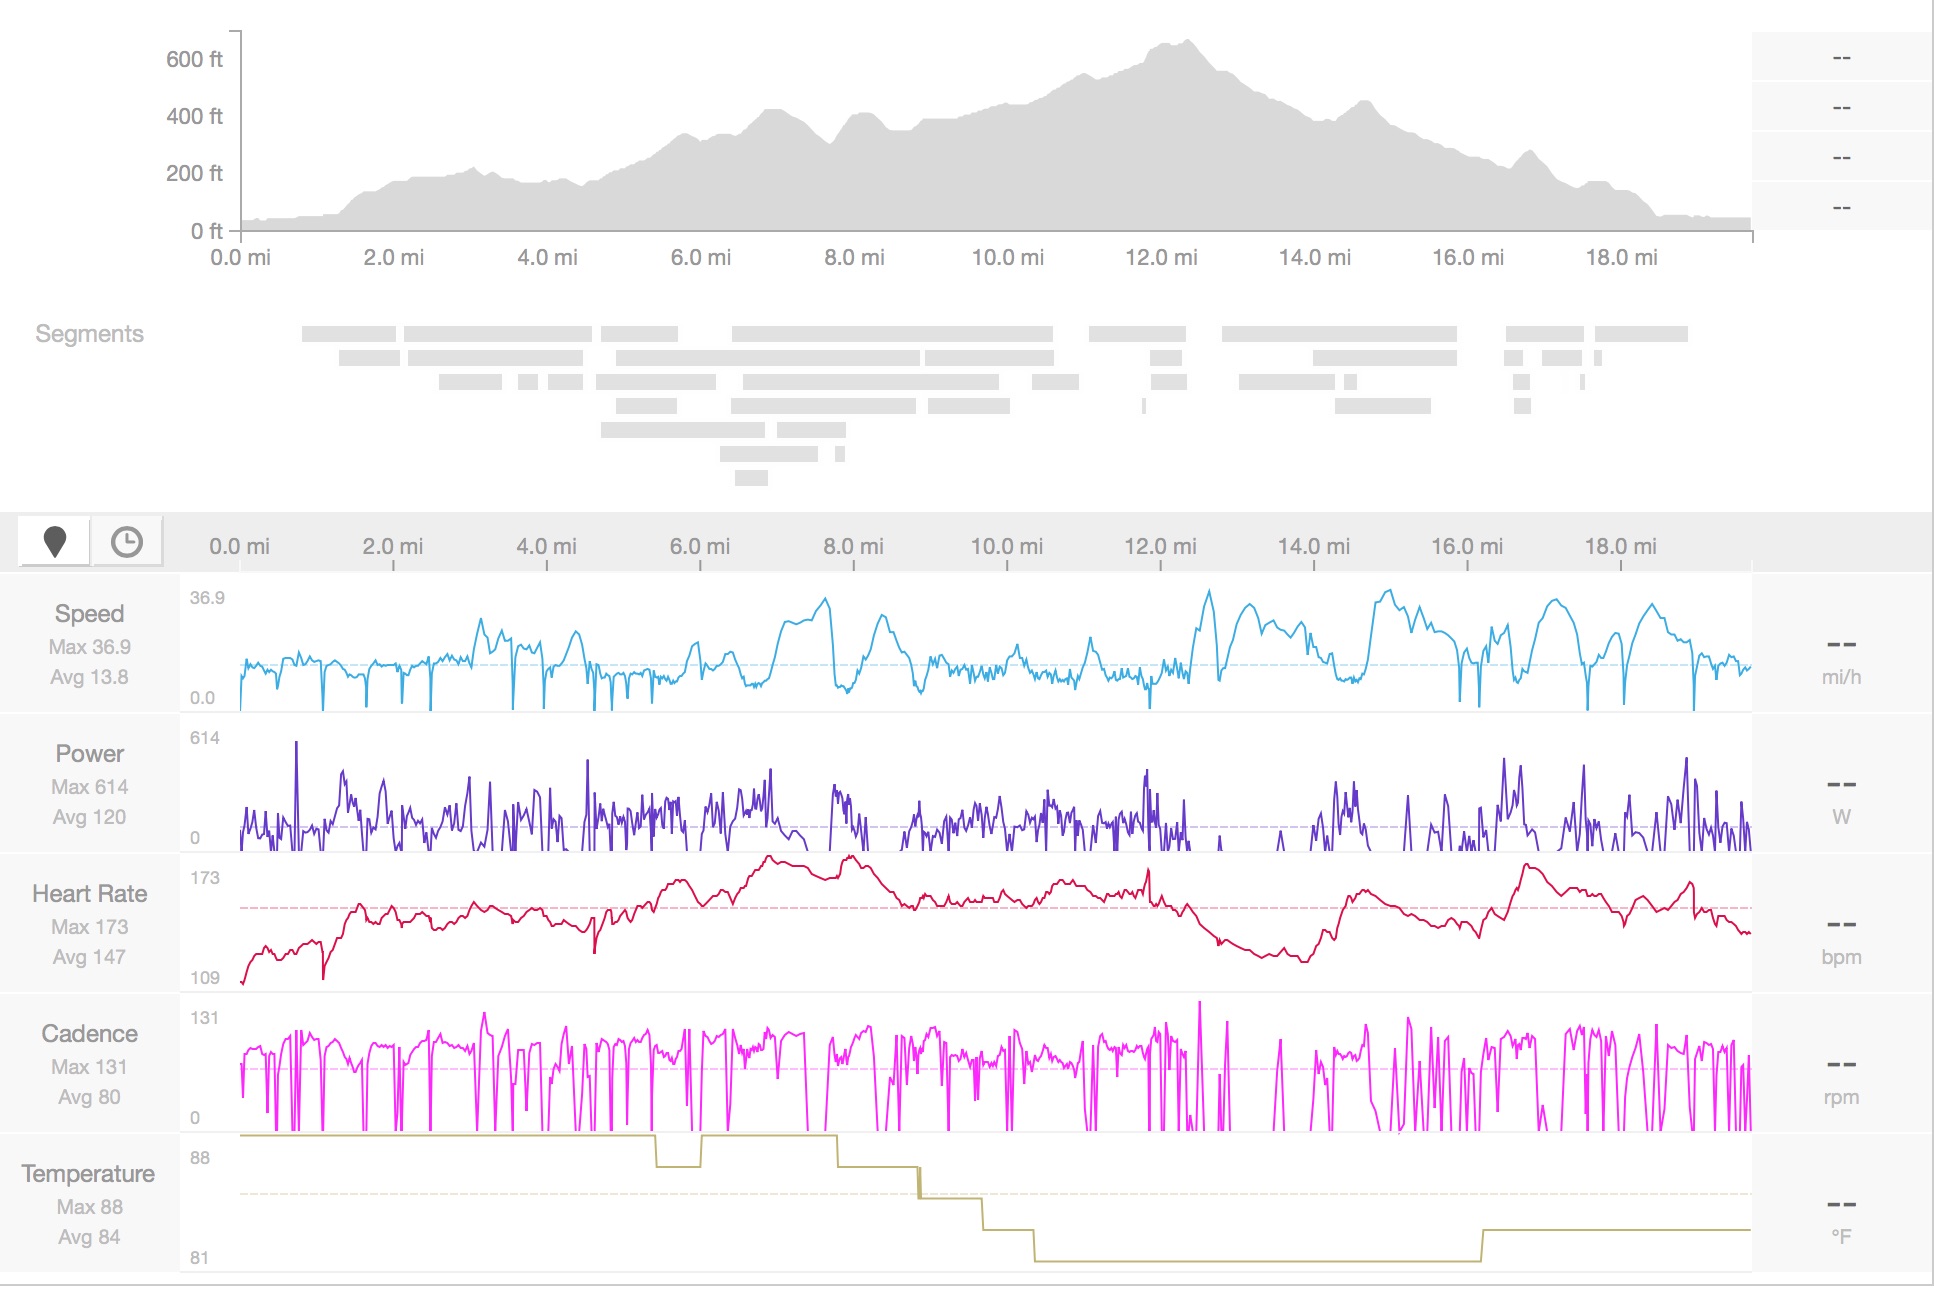 600 ft
--
400 ft
--
200 ft
--
0 ft
--
0.0 mi 2.0 mi 4.0 mi 6.0 mi 8.0 mi 10.0 mi 12.0 mi 14.0 mi 16.0 mi 18.0 mi
Segments
0.0 mi 2.0 mi 4.0 mi 6.0 mi 8.0 mi 10.0 mi 12.0 mi 14.0 mi 16.0 mi 18.0 mi
36.9
Speed
Max 36.9 --
Avg 13.8 mi/h
0.0
614
Power
Max 614 --
Avg 120 W
0
173
Heart Rate
Max 173 --
Avg 147 bpm
109
131
Cadence
Max 131 --
Avg 80 rpm
0
88
Temperature
Max 88 --
Avg 84 °F
81